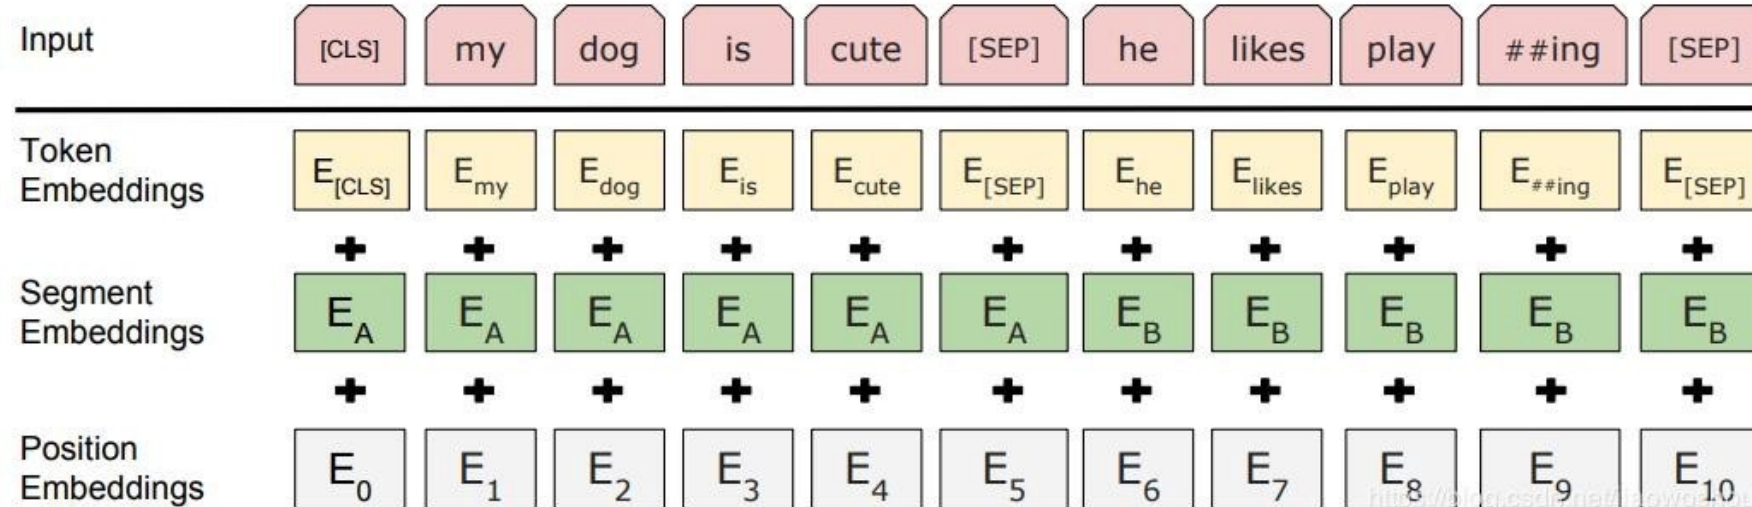 Input [CLS] my dog is cute [SEP] he likes play ##ing [SEP]
Token
Embeddings E[CLS] Emy Edog Eis Ecute E[SEP] Ehe Elikes Eplay E##ing E[SEP]
+ + + + + + + + + + +
Segment
Embeddings EA EA EA EA EA EA EB EB EB EB EB
+ + + + + + + + + + +
Position
Embeddings E0 E1 E2 E3 E4 E5 E6 E7 E8 E9 E10